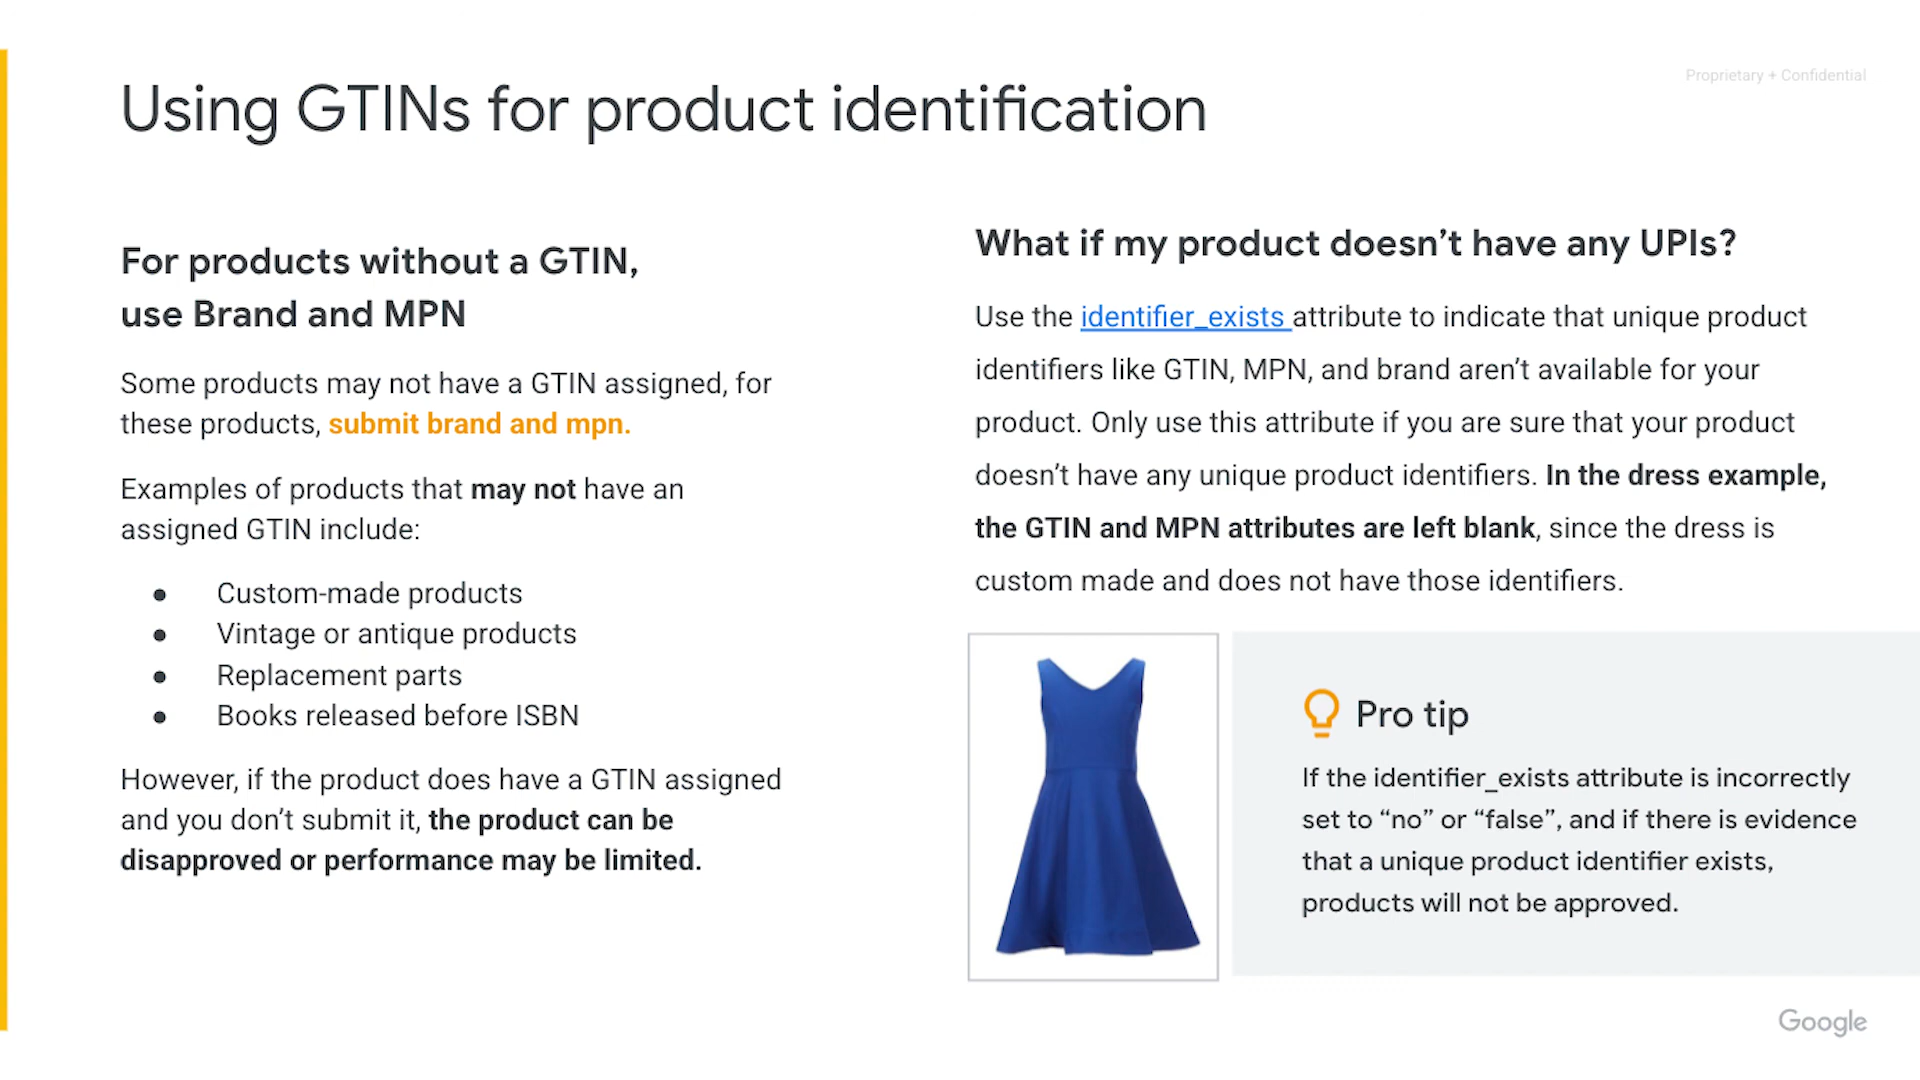 Proprietary + Confidential
Using GTINs for product identification
For products without a GTIN,
use Brand and MPN
Some products may not have a GTIN assigned, for
these products, submit brand and mpn.
Examples of products that may not have an
assigned GTIN include:
● Custom-made products
● Vintage or antique products
● Replacement parts
● Books released before ISBN
However, if the product does have a GTIN assigned
and you don’t submit it, the product can be
disapproved or performance may be limited.
What if my product doesn’t have any UPIs?
Use the identifier_exists attribute to indicate that unique product
identifiers like GTIN, MPN, and brand aren’t available for your
product. Only use this attribute if you are sure that your product
doesn’t have any unique product identifiers. In the dress example,
the GTIN and MPN attributes are left blank, since the dress is
custom made and does not have those identifiers.
Pro tip
If the identifier_exists attribute is incorrectly
set to “no” or “false”, and if there is evidence
that a unique product identifier exists,
products will not be approved.
Google